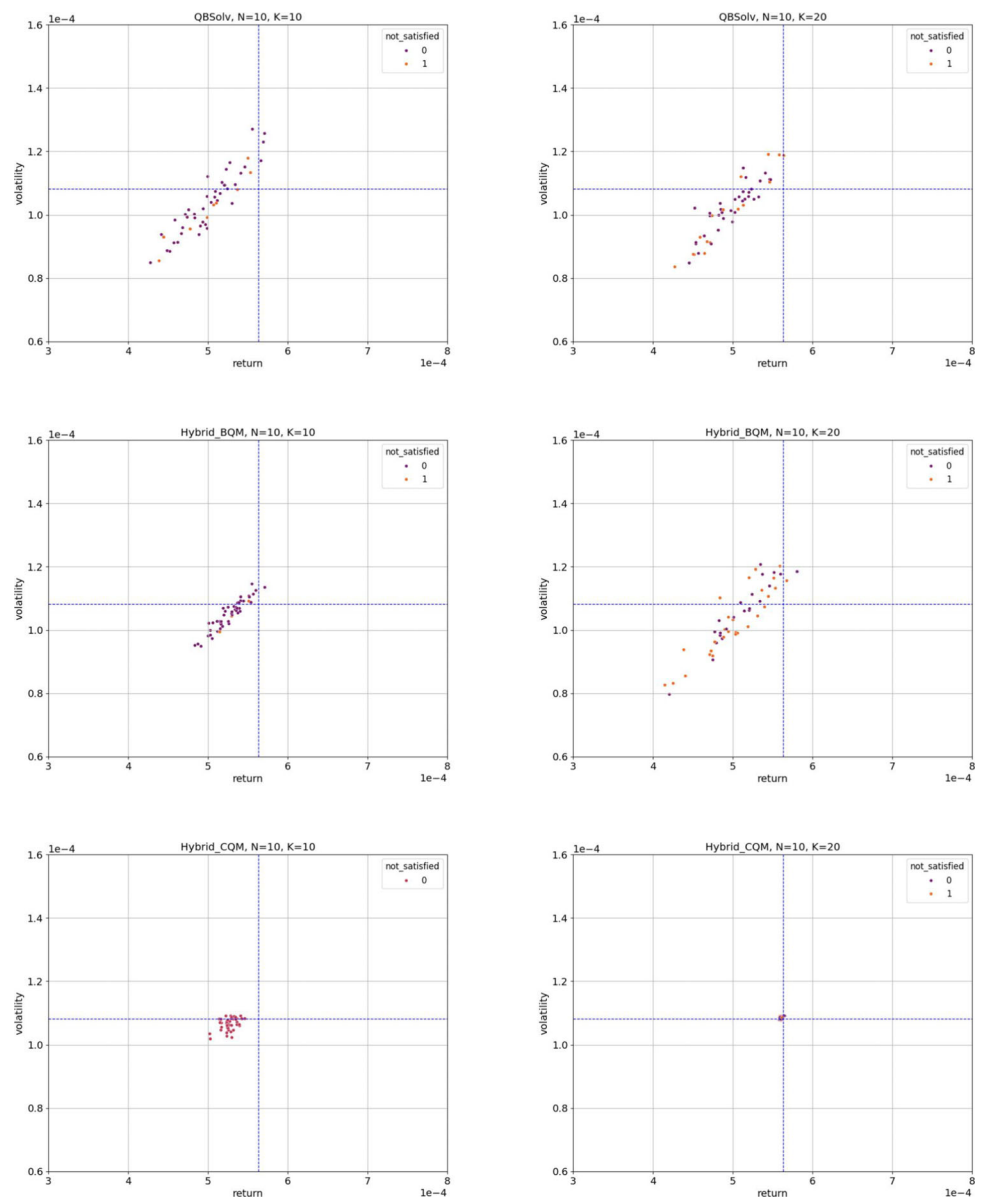 QBSolv, N=10, K=10
1e−4
1.6
1.4
1.2
1.0
0.8
0.6
volatility
not_satisfied
0
1
3 4 5 6 7 8
return
1e−4
QBSolv, N=10, K=20
1e−4
1.6
1.4
1.2
1.0
0.8
0.6
volatility
not_satisfied
0
1
3 4 5 6 7 8
return
1e−4
Hybrid_BQM, N=10, K=10
1e−4
1.6
1.4
1.2
1.0
0.8
0.6
volatility
not_satisfied
0
1
3 4 5 6 7 8
return
1e−4
Hybrid_BQM, N=10, K=20
1e−4
1.6
1.4
1.2
1.0
0.8
0.6
volatility
not_satisfied
0
1
3 4 5 6 7 8
return
1e−4
Hybrid_CQM, N=10, K=10
1e−4
1.6
1.4
1.2
1.0
0.8
0.6
volatility
not_satisfied
0
3 4 5 6 7 8
return
1e−4
Hybrid_CQM, N=10, K=20
1e−4
1.6
1.4
1.2
1.0
0.8
0.6
volatility
not_satisfied
0
1
3 4 5 6 7 8
return
1e−4